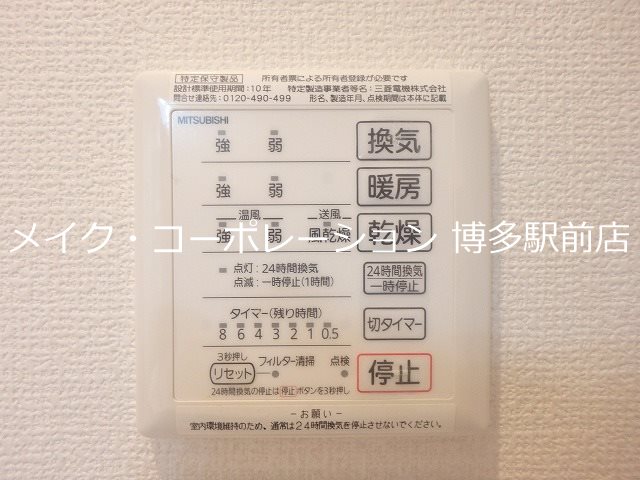 特定保守製品 所有者票による所有者登録が必要です
設計標準使用期間:10年 特定製造事業者等名:三菱電機株式会社
問合せ連絡先:0120-490-499 形名、製造年月、点検期間は本体に記載
MITSUBISHI
強 弱 換気
強 弱 暖房
温風 送風
強 弱 風乾燥 乾燥
メイク・コーポレーション 博多駅前店
点灯:24時間換気
点滅:一時停止(1時間)
24時間換気
一時停止
タイマー(残り時間)
8 6 4 3 2 1 0.5
切タイマー
3秒押し
リセット フィルター清掃 点検
停止
24時間換気の停止は停止ボタンを3秒押し
-お願い-
室内環境維持のため、通常は24時間換気を停止させないでください。